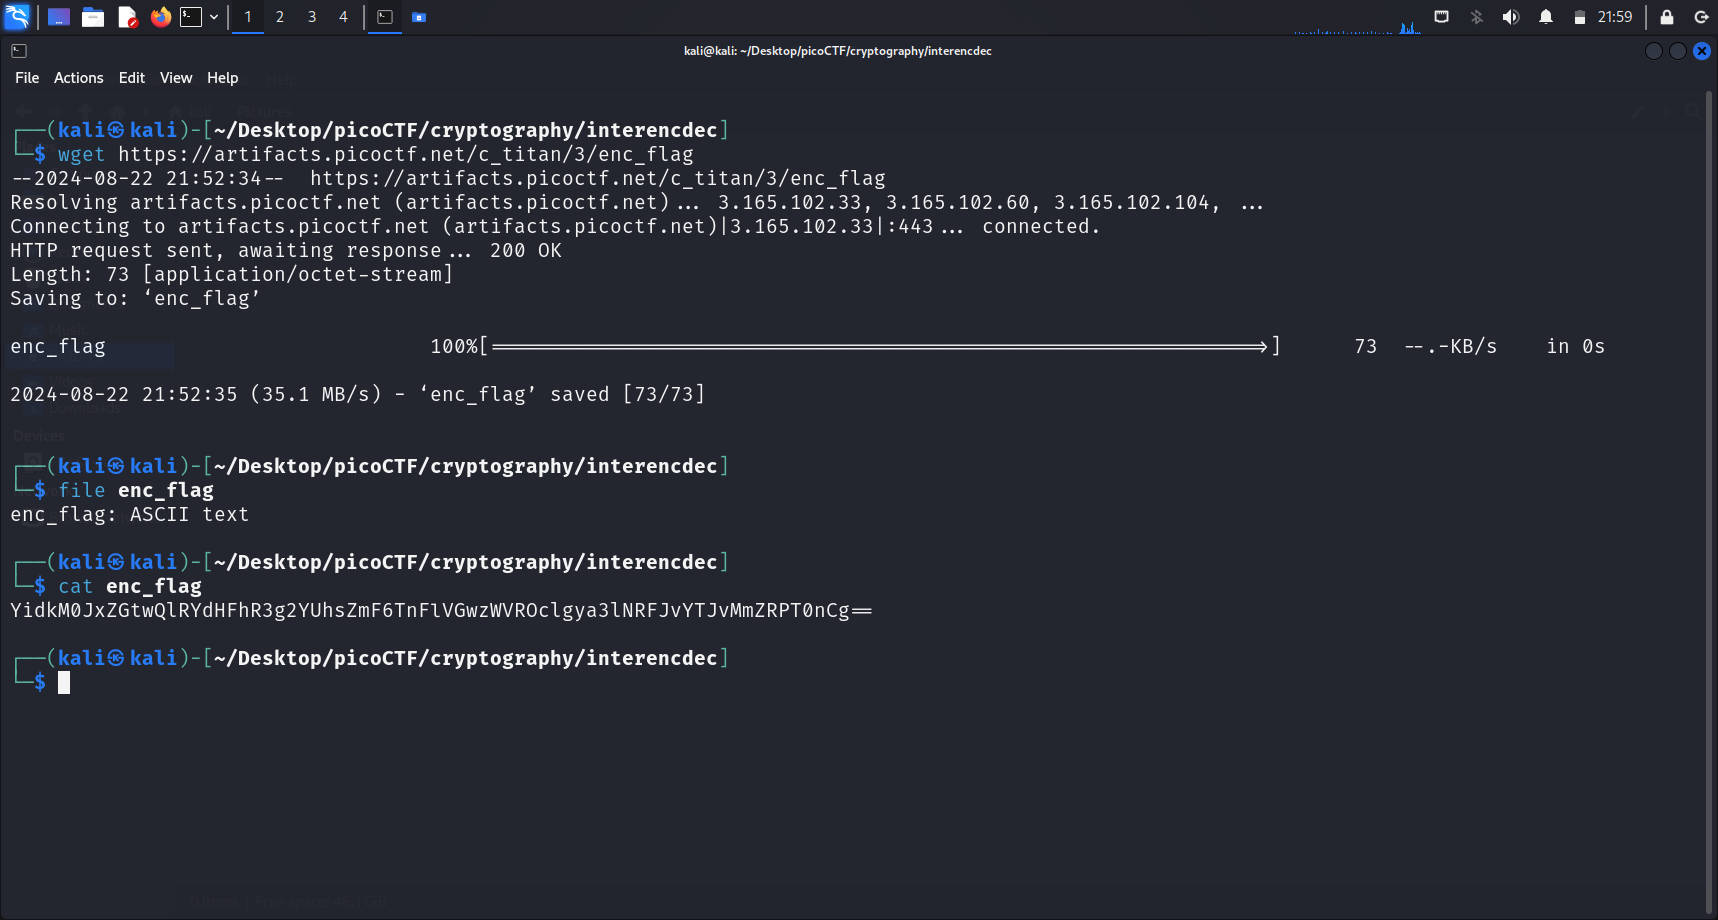 1 2 3 4 21:59
kali@kali: ~/Desktop/picoCTF/cryptography/interencdec
File Actions Edit View Help
┌──(kali㉿kali)-[~/Desktop/picoCTF/cryptography/interencdec]
└─$ wget https://artifacts.picoctf.net/c_titan/3/enc_flag
--2024-08-22 21:52:34--  https://artifacts.picoctf.net/c_titan/3/enc_flag
Resolving artifacts.picoctf.net (artifacts.picoctf.net)... 3.165.102.33, 3.165.102.60, 3.165.102.104, ...
Connecting to artifacts.picoctf.net (artifacts.picoctf.net)|3.165.102.33|:443... connected.
HTTP request sent, awaiting response... 200 OK
Length: 73 [application/octet-stream]
Saving to: ‘enc_flag’
Music
enc_flag 100%[=================================================================>] 73 --.-KB/s in 0s
2024-08-22 21:52:35 (35.1 MB/s) - ‘enc_flag’ saved [73/73]
Downloads
Devices
┌──(kali㉿kali)-[~/Desktop/picoCTF/cryptography/interencdec]
└─$ file enc_flag
enc_flag: ASCII text
┌──(kali㉿kali)-[~/Desktop/picoCTF/cryptography/interencdec]
└─$ cat enc_flag
YidkM0JxZGtwQlRYdHFhR3g2YUhsZmF6TnFlVGwzWVROclgya3lNRFJvYTJvMmZRPT0nCg==
┌──(kali㉿kali)-[~/Desktop/picoCTF/cryptography/interencdec]
└─$